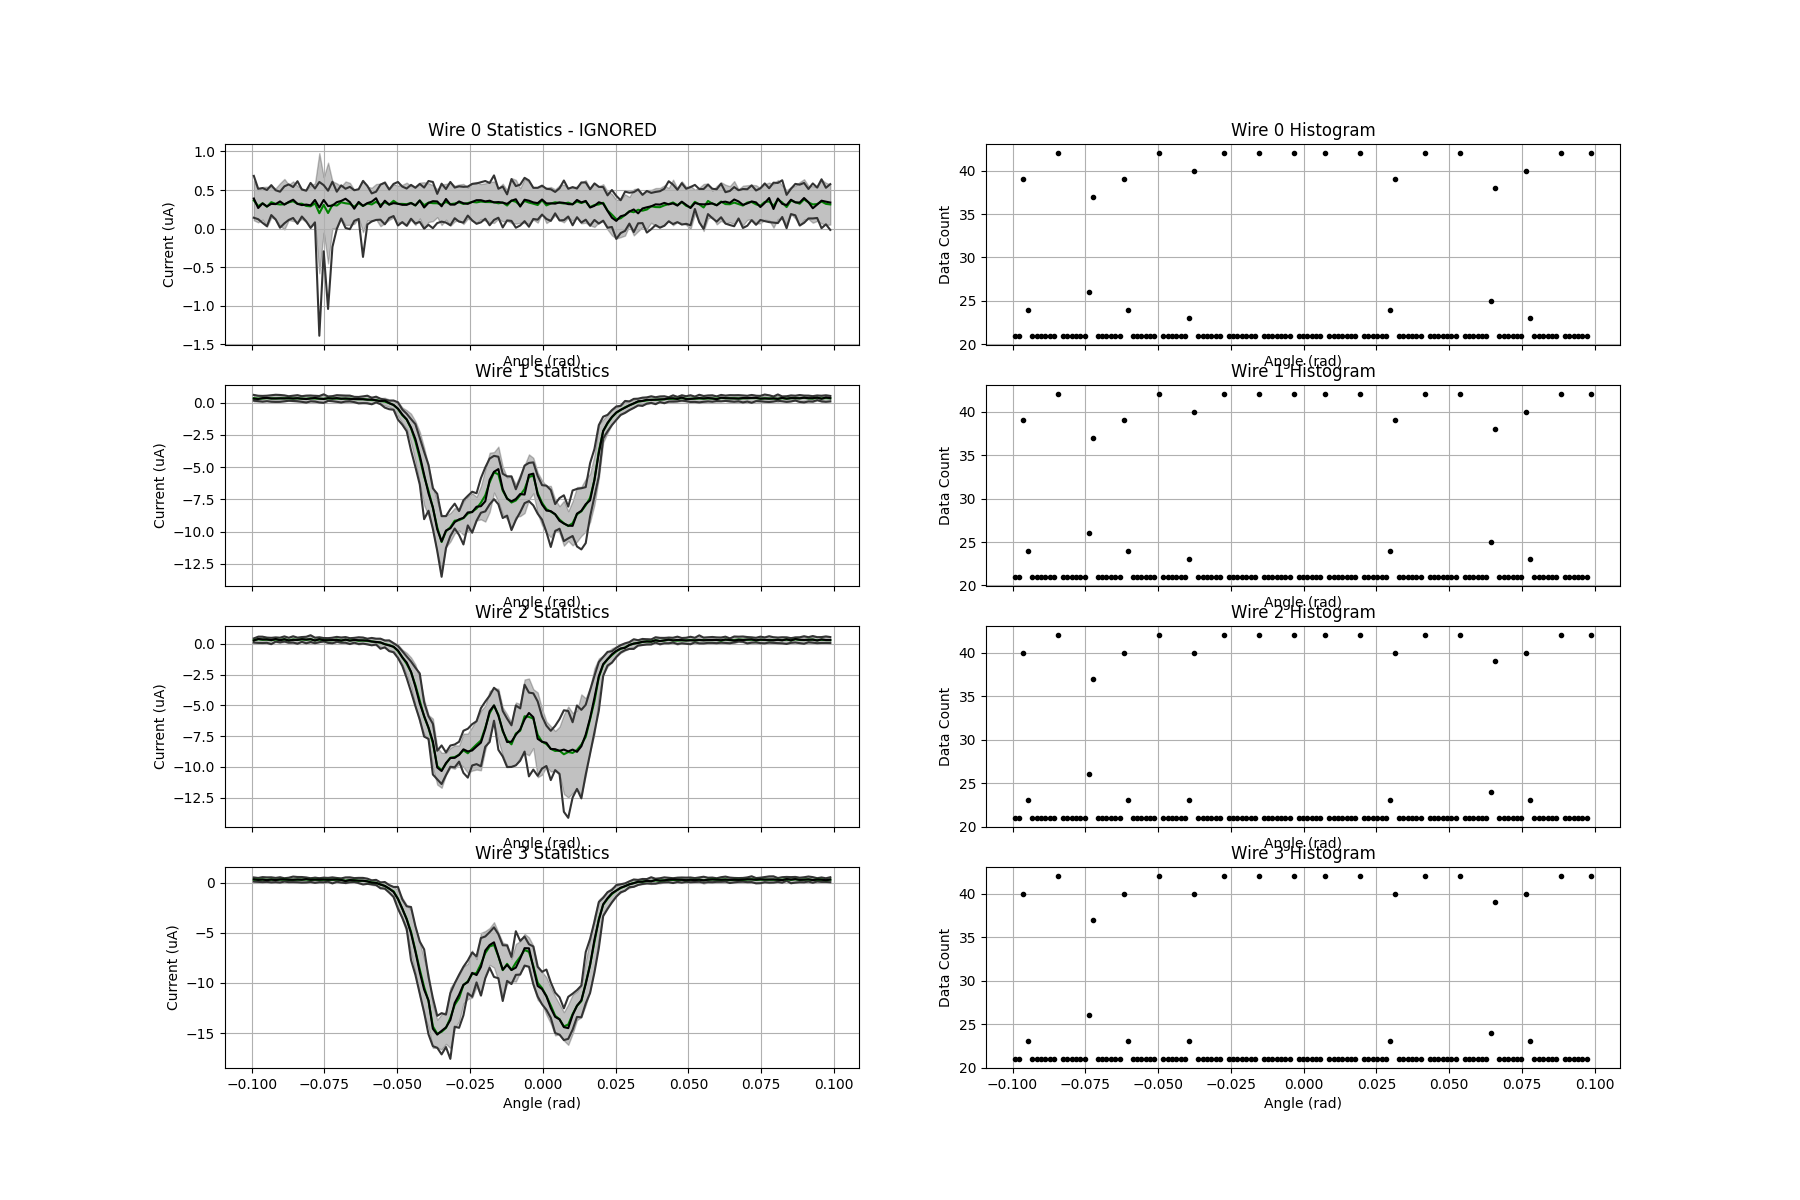 Wire 0 Statistics - IGNORED
Current (uA)
1.0
0.5
0.0
−0.5
−1.0
−1.5
Angle (rad)
Wire 0 Histogram
Data Count
40
35
30
25
20
Angle (rad)
Wire 1 Statistics
Current (uA)
0.0
−2.5
−5.0
−7.5
−10.0
−12.5
Angle (rad)
Wire 1 Histogram
Data Count
40
35
30
25
20
Angle (rad)
Wire 2 Statistics
Current (uA)
0.0
−2.5
−5.0
−7.5
−10.0
−12.5
Angle (rad)
Wire 2 Histogram
Data Count
40
35
30
25
20
Angle (rad)
Wire 3 Statistics
Current (uA)
0
−5
−10
−15
−0.100 −0.075 −0.050 −0.025 0.000 0.025 0.050 0.075 0.100
Angle (rad)
Wire 3 Histogram
Data Count
40
35
30
25
20
−0.100 −0.075 −0.050 −0.025 0.000 0.025 0.050 0.075 0.100
Angle (rad)